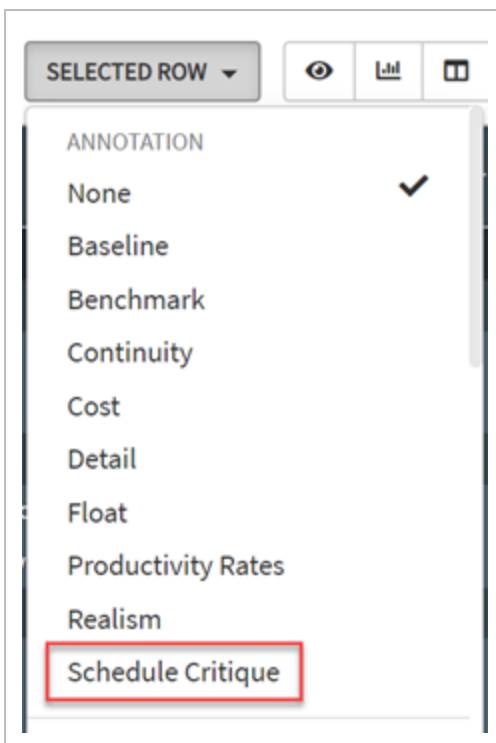 SELECTED ROW
ANNOTATION
None
Baseline
Benchmark
Continuity
Cost
Detail
Float
Productivity Rates
Realism
Schedule Critique